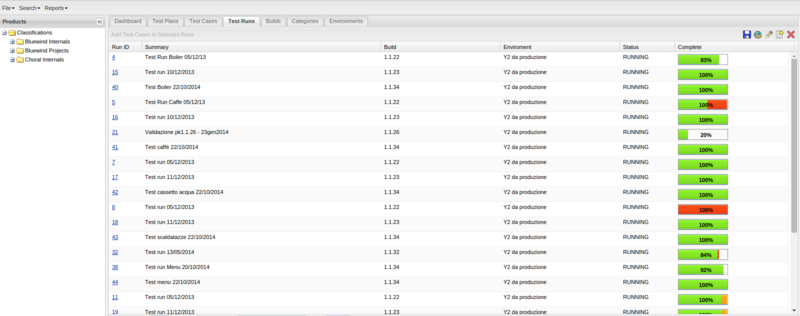 File Search Reports
Products
Classifications
Bluewind Internals
Bluewind Projects
Choral Internals
Dashboard Test Plans Test Cases Test Runs Builds Categories Environments
Add Test Cases to Selected Runs
Run ID Summary Build Enviroment Status Complete
4 Test Run Boiler 05/12/13 1.1.22 Y2 da produzione RUNNING 83%
15 Test run 10/12/2013 1.1.23 Y2 da produzione RUNNING 100%
40 Test Boiler 22/10/2014 1.1.34 Y2 da produzione RUNNING 100%
5 Test Run Caffe 05/12/13 1.1.22 Y2 da produzione RUNNING 100%
16 Test run 10/12/2013 1.1.23 Y2 da produzione RUNNING 100%
21 Validazione pk1.1.26 - 23gen2014 1.1.26 Y2 da produzione RUNNING 20%
41 Test caffè 22/10/2014 1.1.34 Y2 da produzione RUNNING 100%
7 Test run 05/12/2013 1.1.22 Y2 da produzione RUNNING 100%
17 Test run 11/12/2013 1.1.23 Y2 da produzione RUNNING 100%
42 Test cassetto acqua 22/10/2014 1.1.34 Y2 da produzione RUNNING 100%
8 Test run 05/12/2013 1.1.22 Y2 da produzione RUNNING 100%
18 Test run 11/12/2013 1.1.23 Y2 da produzione RUNNING 100%
43 Test scaldatazze 22/10/2014 1.1.34 Y2 da produzione RUNNING 100%
32 Test run 13/05/2014 1.1.32 Y2 da produzione RUNNING 84%
38 Test run Menu 20/10/2014 1.1.34 Y2 da produzione RUNNING 92%
44 Test menu 22/10/2014 1.1.34 Y2 da produzione RUNNING 100%
11 Test run 05/12/2013 1.1.22 Y2 da produzione RUNNING 100%
19 Test run 11/12/2013 1.1.23 Y2 da produzione RUNNING 100%